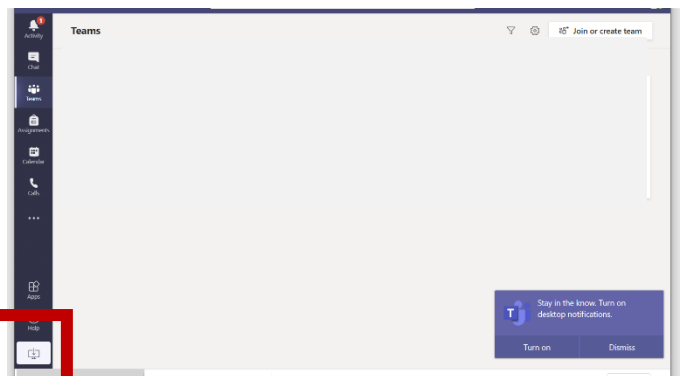 1
Activity
Teams
Join or create team
Chat
Teams
Assignments
Calendar
Calls
Apps
Help
Stay in the know. Turn on
desktop notifications.
T
Turn on
Dismiss